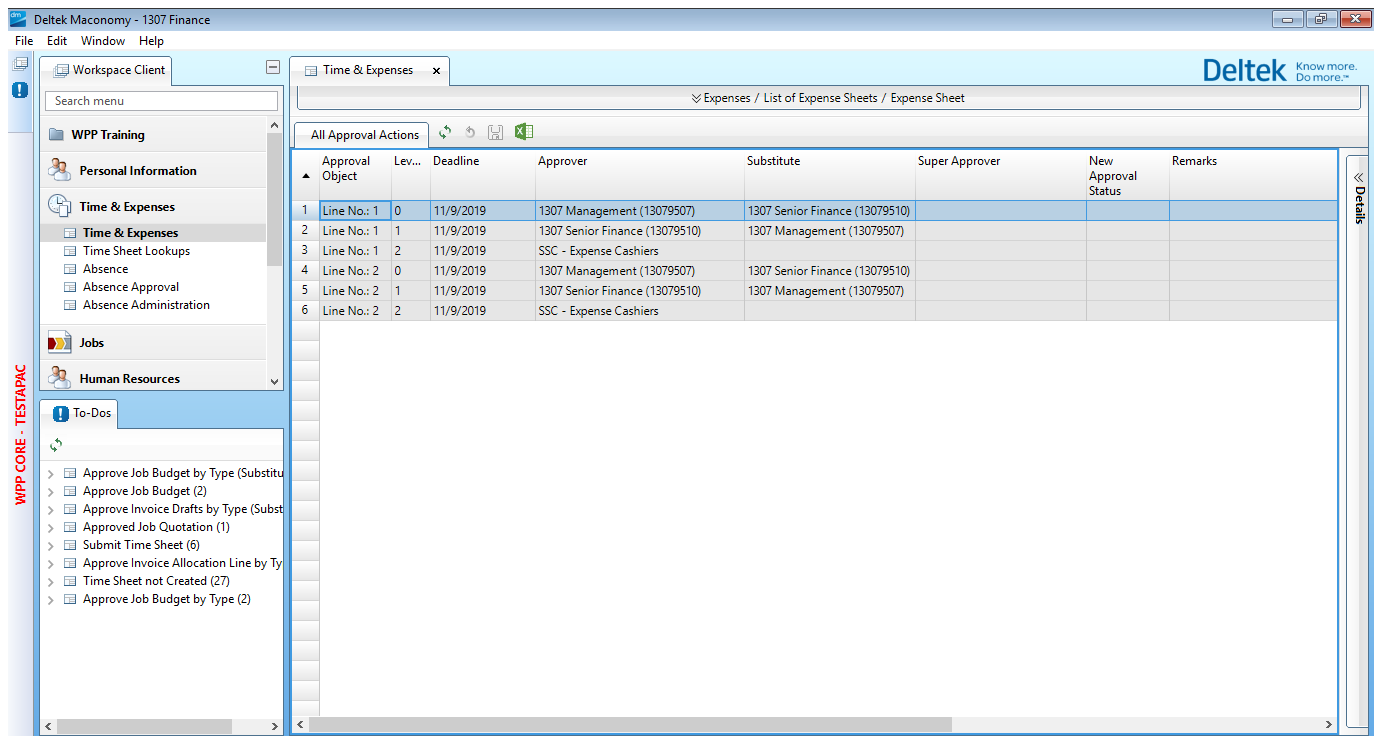 dm
Deltek Maconomy - 1307 Finance
File Edit Window Help
Workspace Client
Time & Expenses
Deltek Know more.
Do more.™
Search menu
Expenses / List of Expense Sheets / Expense Sheet
WPP Training
Personal Information
Time & Expenses
Time & Expenses
Time Sheet Lookups
Absence
Absence Approval
Absence Administration
Jobs
Human Resources
All Approval Actions
Approval Object Lev... Deadline Approver Substitute Super Approver New Approval Status Remarks
1 Line No.: 1 0 11/9/2019 1307 Management (13079507) 1307 Senior Finance (13079510)
2 Line No.: 1 1 11/9/2019 1307 Senior Finance (13079510) 1307 Management (13079507)
3 Line No.: 1 2 11/9/2019 SSC - Expense Cashiers
4 Line No.: 2 0 11/9/2019 1307 Management (13079507) 1307 Senior Finance (13079510)
5 Line No.: 2 1 11/9/2019 1307 Senior Finance (13079510) 1307 Management (13079507)
6 Line No.: 2 2 11/9/2019 SSC - Expense Cashiers
Details
WPP CORE - TESTAPAC
To-Dos
Approve Job Budget by Type (Substitu
Approve Job Budget (2)
Approve Invoice Drafts by Type (Subst
Approved Job Quotation (1)
Submit Time Sheet (6)
Approve Invoice Allocation Line by Ty
Time Sheet not Created (27)
Approve Job Budget by Type (2)